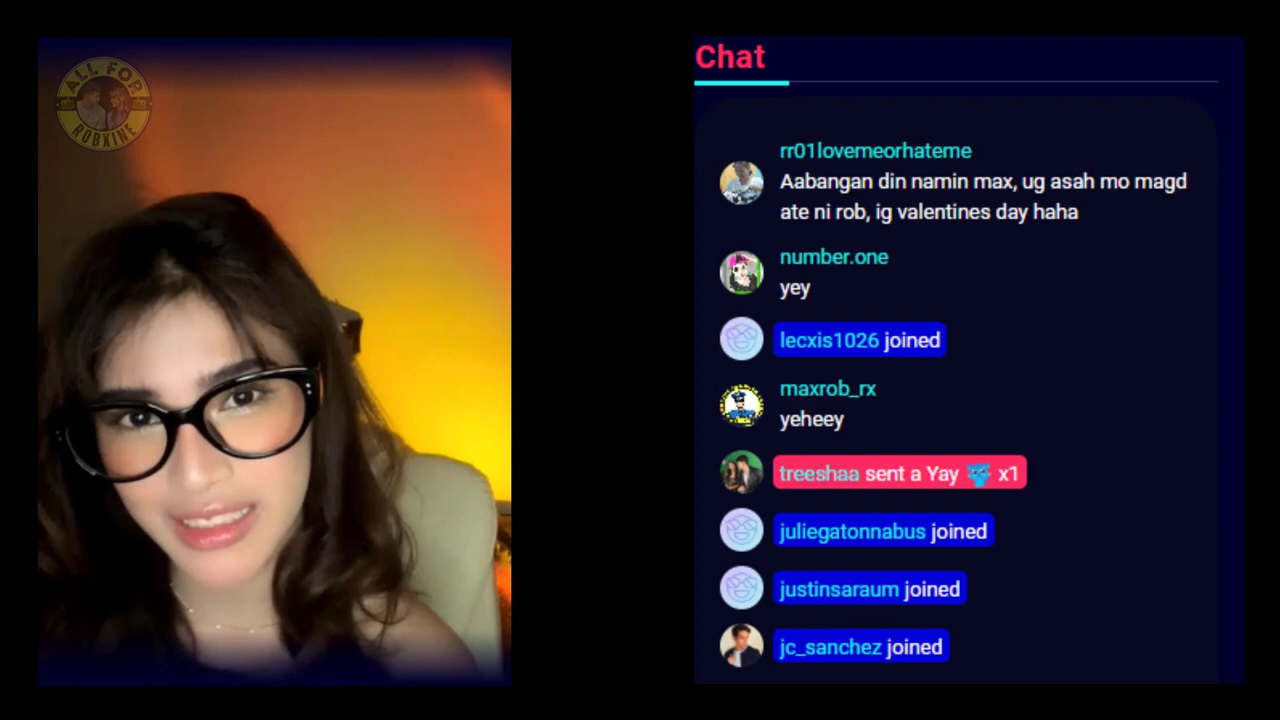 ALL FOR
ROBXINE
Chat
rr01lovemeorhateme
Aabangan din namin max, ug asah mo magd
ate ni rob, ig valentines day haha
number.one
yey
lecxis1026 joined
maxrob_rx
yeheey
treeshaa sent a Yay x1
juliegatonnabus joined
justinsaraum joined
jc_sanchez joined